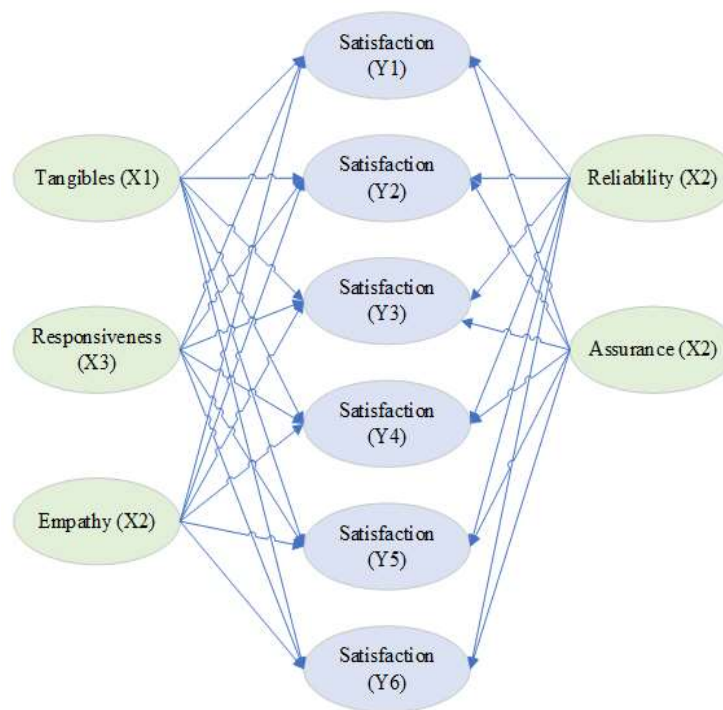 Satisfaction
(Y1)
Tangibles (X1)
Satisfaction
(Y2)
Reliability (X2)
Satisfaction
(Y3)
Responsiveness
(X3)
Assurance (X2)
Satisfaction
(Y4)
Empathy (X2)
Satisfaction
(Y5)
Satisfaction
(Y6)